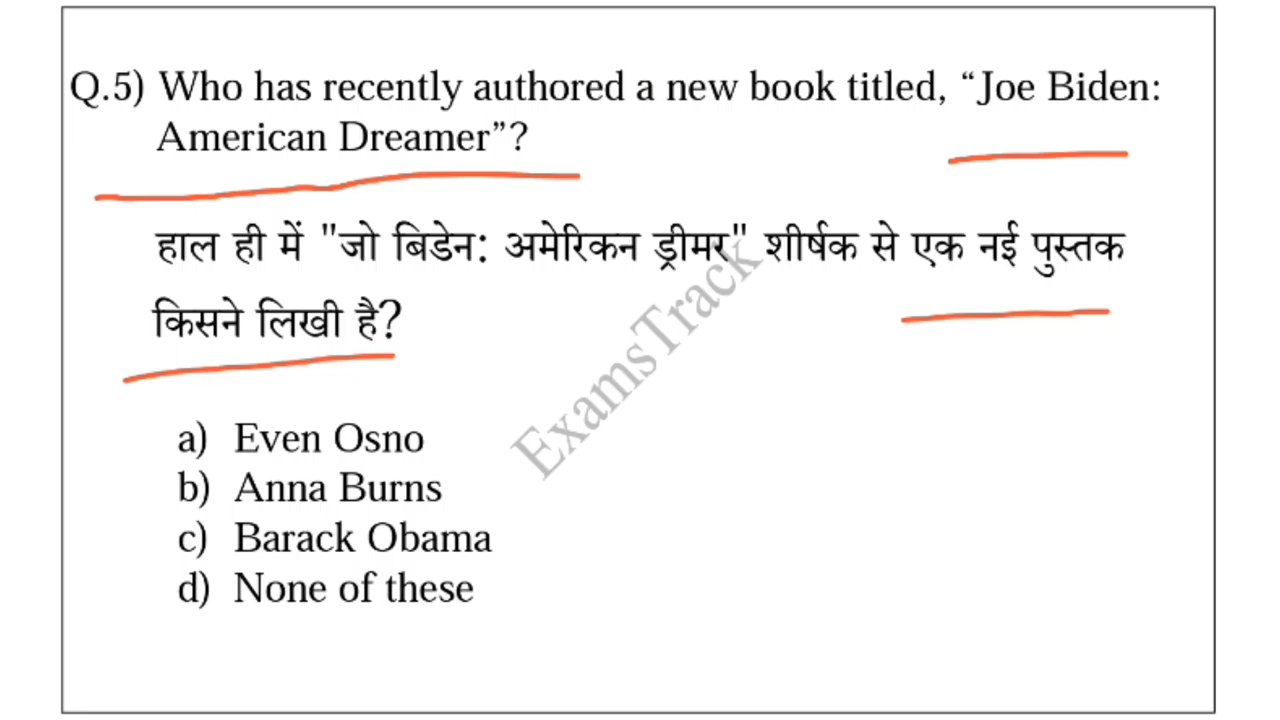 Q.5) Who has recently authored a new book titled, “Joe Biden:
American Dreamer”?
हाल ही में "जो बिडेन: अमेरिकन ड्रीमर" शीर्षक से एक नई पुस्तक
किसने लिखी है?
ExamsTrack
a) Even Osno
b) Anna Burns
c) Barack Obama
d) None of these